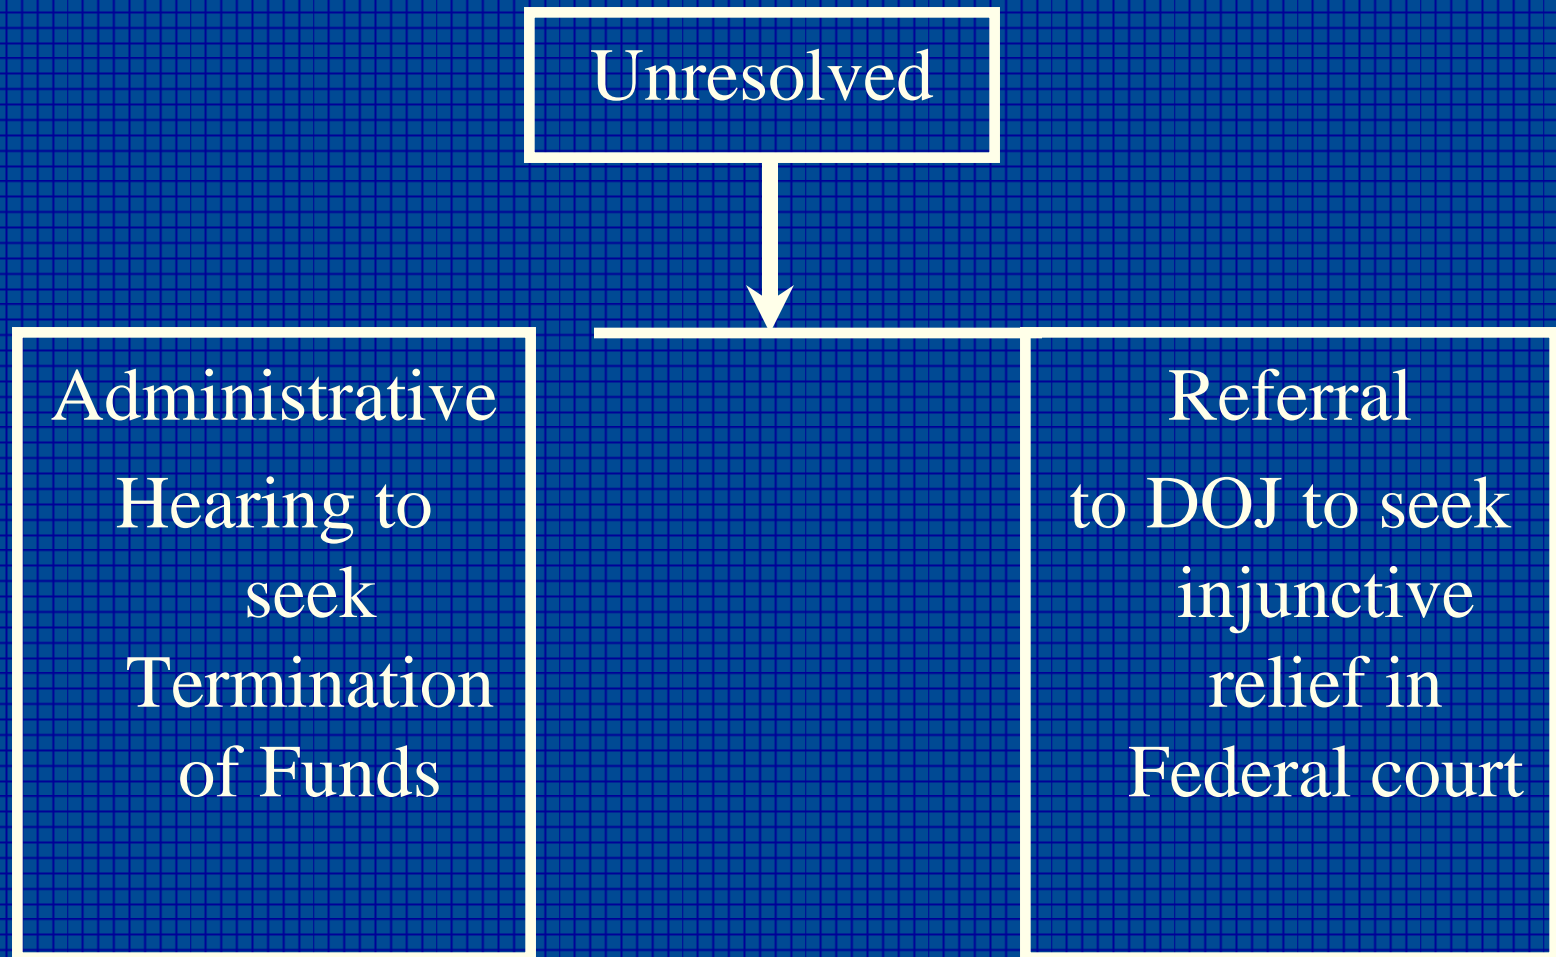 Unresolved
Administrative
Hearing to
seek
Termination
of Funds
Referral
to DOJ to seek
injunctive
relief in
Federal court